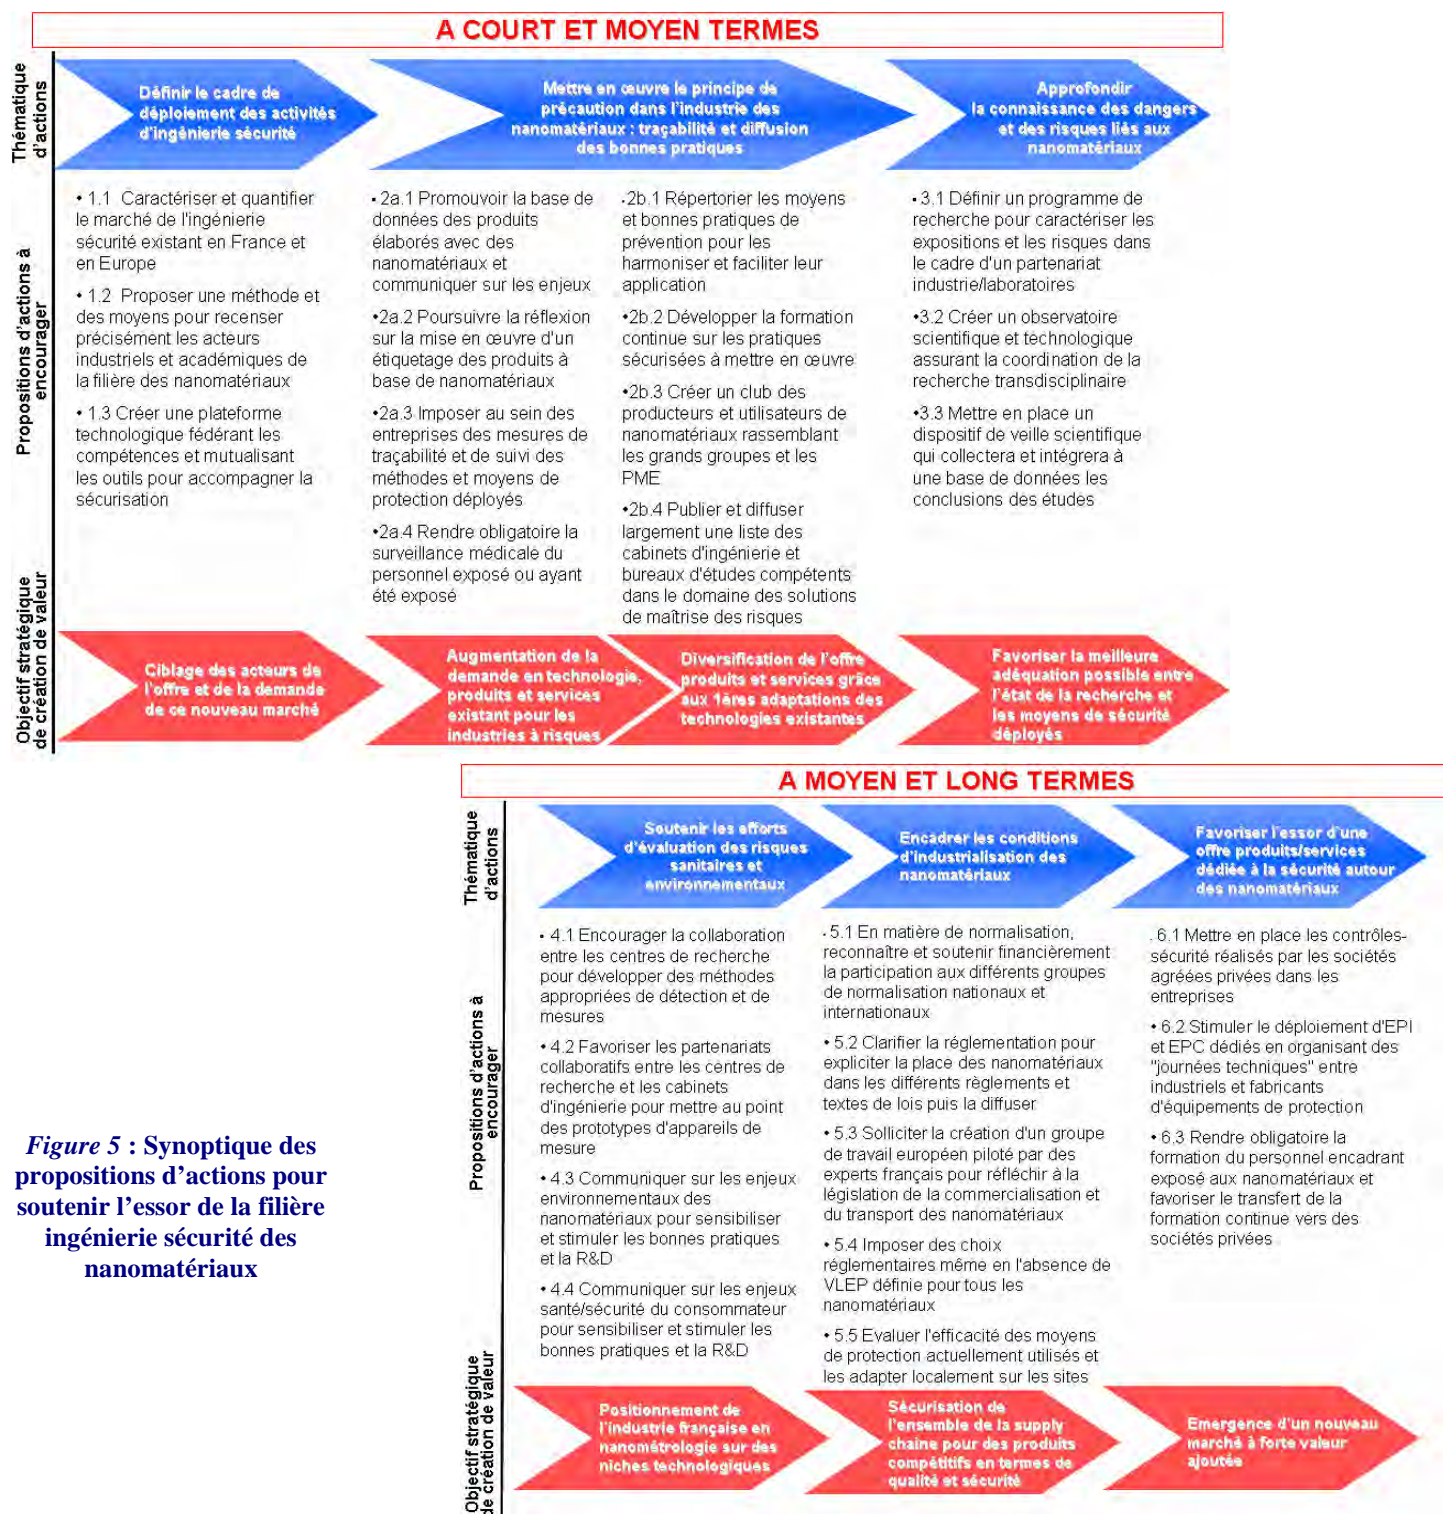 A COURT ET MOYEN TERMES
Thématique
d'actions
Définir le cadre de
déploiement des activités
d'ingénierie sécurité
Mettre en œuvre le principe de
précaution dans l'industrie des
nanomatériaux : traçabilité et diffusion
des bonnes pratiques
Approfondir
la connaissance des dangers
et des risques liés aux
nanomatériaux
Propositions d'actions à
encourager
• 1.1 Caractériser et quantifier
le marché de l'ingénierie
sécurité existant en France et
en Europe
• 1.2 Proposer une méthode et
des moyens pour recenser
précisément les acteurs
industriels et académiques de
la filière des nanomatériaux
• 1.3 Créer une plateforme
technologique fédérant les
compétences et mutualisant
les outils pour accompagner la
sécurisation
• 2a.1 Promouvoir la base de
données des produits
élaborés avec des
nanomatériaux et
communiquer sur les enjeux
•2a.2 Poursuivre la réflexion
sur la mise en œuvre d'un
étiquetage des produits à
base de nanomatériaux
•2a.3 Imposer au sein des
entreprises des mesures de
traçabilité et de suivi des
méthodes et moyens de
protection déployés
•2a.4 Rendre obligatoire la
surveillance médicale du
personnel exposé ou ayant
été exposé
•2b.1 Répertorier les moyens
et bonnes pratiques de
prévention pour les
harmoniser et faciliter leur
application
•2b.2 Développer la formation
continue sur les pratiques
sécurisées à mettre en œuvre
•2b.3 Créer un club des
producteurs et utilisateurs de
nanomatériaux rassemblant
les grands groupes et les
PME
•2b.4 Publier et diffuser
largement une liste des
cabinets d'ingénierie et
bureaux d'études compétents
dans le domaine des solutions
de maîtrise des risques
• 3.1 Définir un programme de
recherche pour caractériser les
expositions et les risques dans
le cadre d'un partenariat
industrie/laboratoires
•3.2 Créer un observatoire
scientifique et technologique
assurant la coordination de la
recherche transdisciplinaire
•3.3 Mettre en place un
dispositif de veille scientifique
qui collectera et intégrera à
une base de données les
conclusions des études
Objectif stratégique
de création de valeur
Ciblage des acteurs de
l'offre et de la demande
de ce nouveau marché
Augmentation de la
demande en technologie,
produits et services
existant pour les
industries à risques
Diversification de l'offre
produits et services grâce
aux 1ères adaptations des
technologies existantes
Favoriser la meilleure
adéquation possible entre
l'état de la recherche et
les moyens de sécurité
déployés
A MOYEN ET LONG TERMES
Thématique
d'actions
Soutenir les efforts
d'évaluation des risques
sanitaires et
environnementaux
Encadrer les conditions
d'industrialisation des
nanomatériaux
Favoriser l'essor d'une
offre produits/services
dédiée à la sécurité autour
des nanomatériaux
Propositions d'actions à
encourager
• 4.1 Encourager la collaboration
entre les centres de recherche
pour développer des méthodes
appropriées de détection et de
mesures
• 4.2 Favoriser les partenariats
collaboratifs entre les centres de
recherche et les cabinets
d'ingénierie pour mettre au point
des prototypes d'appareils de
mesure
• 4.3 Communiquer sur les enjeux
environnementaux des
nanomatériaux pour sensibiliser
et stimuler les bonnes pratiques
et la R&D
• 4.4 Communiquer sur les enjeux
santé/sécurité du consommateur
pour sensibiliser et stimuler les
bonnes pratiques et la R&D
• 5.1 En matière de normalisation,
reconnaître et soutenir financièrement
la participation aux différents groupes
de normalisation nationaux et
internationaux
• 5.2 Clarifier la réglementation pour
expliciter la place des nanomatériaux
dans les différents règlements et
textes de lois puis la diffuser
• 5.3 Solliciter la création d'un groupe
de travail européen piloté par des
experts français pour réfléchir à la
législation de la commercialisation et
du transport des nanomatériaux
• 5.4 Imposer des choix
réglementaires même en l'absence de
VLEP définie pour tous les
nanomatériaux
• 5.5 Evaluer l'efficacité des moyens
de protection actuellement utilisés et
les adapter localement sur les sites
• 6.1 Mettre en place les contrôles-
sécurité réalisés par les sociétés
agréées privées dans les
entreprises
• 6.2 Stimuler le déploiement d'EPI
et EPC dédiés en organisant des
"journées techniques" entre
industriels et fabricants
d'équipements de protection
• 6.3 Rendre obligatoire la
formation du personnel encadrant
exposé aux nanomatériaux et
favoriser le transfert de la
formation continue vers des
sociétés privées
Objectif stratégique
de création de valeur
Positionnement de
l'industrie française en
nanométrologie sur des
niches technologiques
Sécurisation de
l'ensemble de la supply
chaine pour des produits
compétitifs en termes de
qualité et sécurité
Emergence d'un nouveau
marché à forte valeur
ajoutée
Figure 5 : Synoptique des
propositions d'actions pour
soutenir l'essor de la filière
ingénierie sécurité des
nanomatériaux